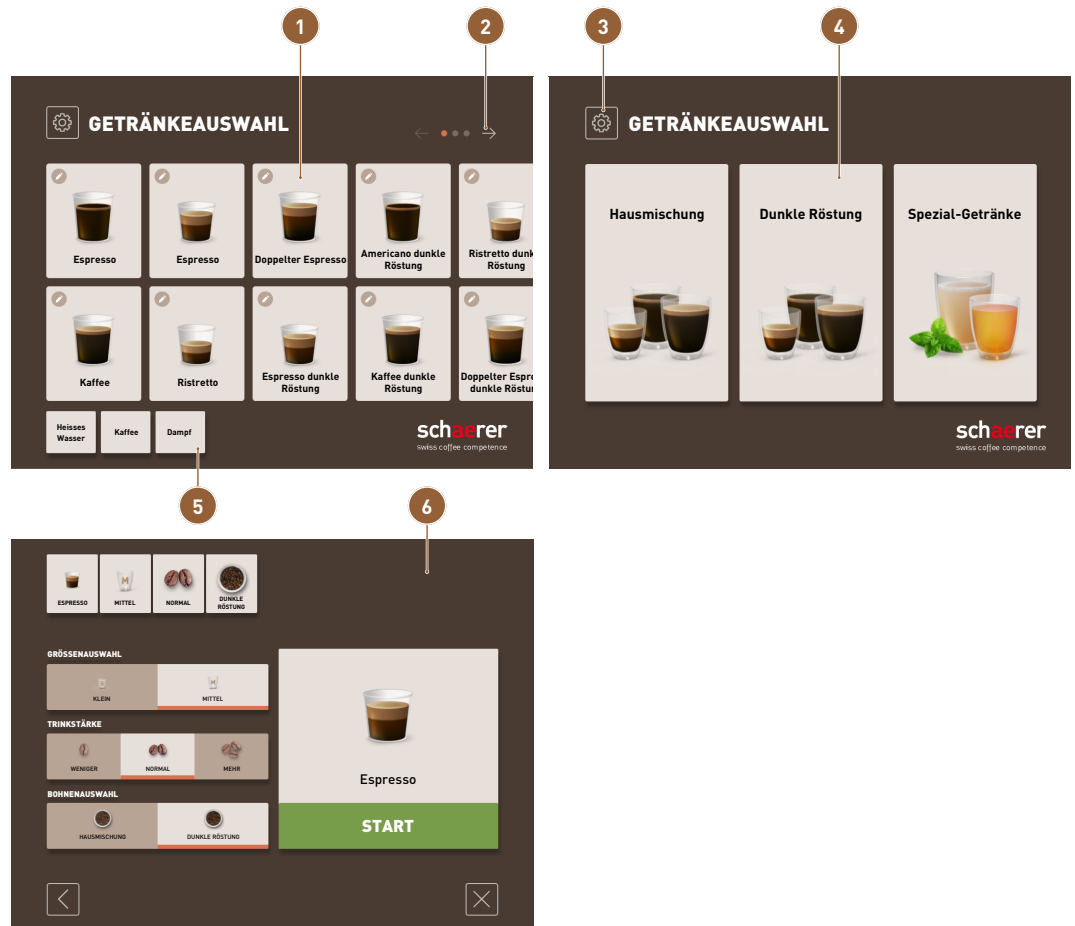 1
2
3
4
GETRÄNKEAUSWAHL
Espresso
Espresso
Doppelter Espresso
Americano dunkle
Röstung
Ristretto dunk
Röstung
Kaffee
Ristretto
Espresso dunkle
Röstung
Kaffee dunkle
Röstung
Doppelter Espre
dunkle Röstu
Heisses
Wasser
Kaffee
Dampf
schaerer
swiss coffee competence
GETRÄNKEAUSWAHL
Hausmischung
Dunkle Röstung
Spezial-Getränke
schaerer
swiss coffee competence
5
6
ESPRESSO
M
MITTEL
NORMAL
DUNKLE
RÖSTUNG
GRÖSSENAUSWAHL
KLEIN
M
MITTEL
TRINKSTÄRKE
WENIGER
NORMAL
MEHR
BOHNENAUSWAHL
HAUSMISCHUNG
DUNKLE RÖSTUNG
Espresso
START